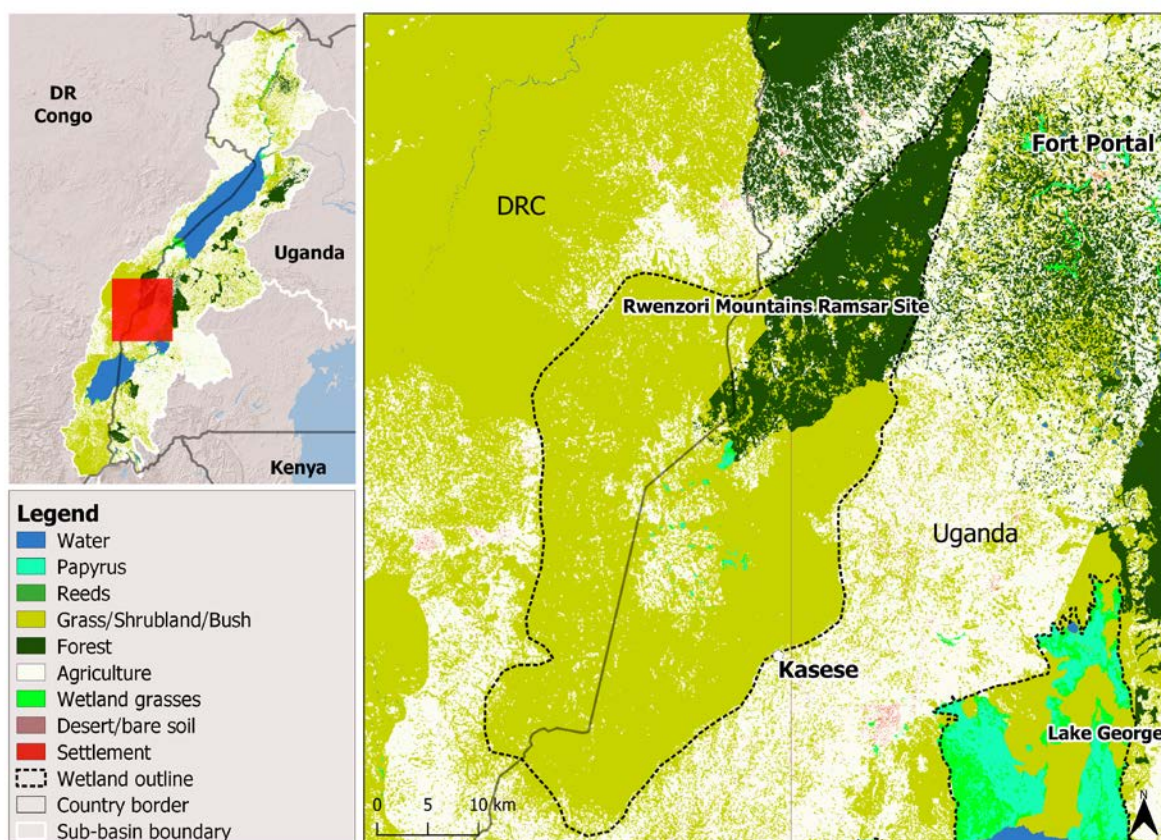 DR
Congo
Uganda
Kenya
Legend
Water
Papyrus
Reeds
Grass/Shrubland/Bush
Forest
Agriculture
Wetland grasses
Desert/bare soil
Settlement
Wetland outline
Country border
Sub-basin boundary
Fort Portal
DRC
Rwenzori Mountains Ramsar Site
Uganda
Kasese
Lake George
0 5 10 km
N